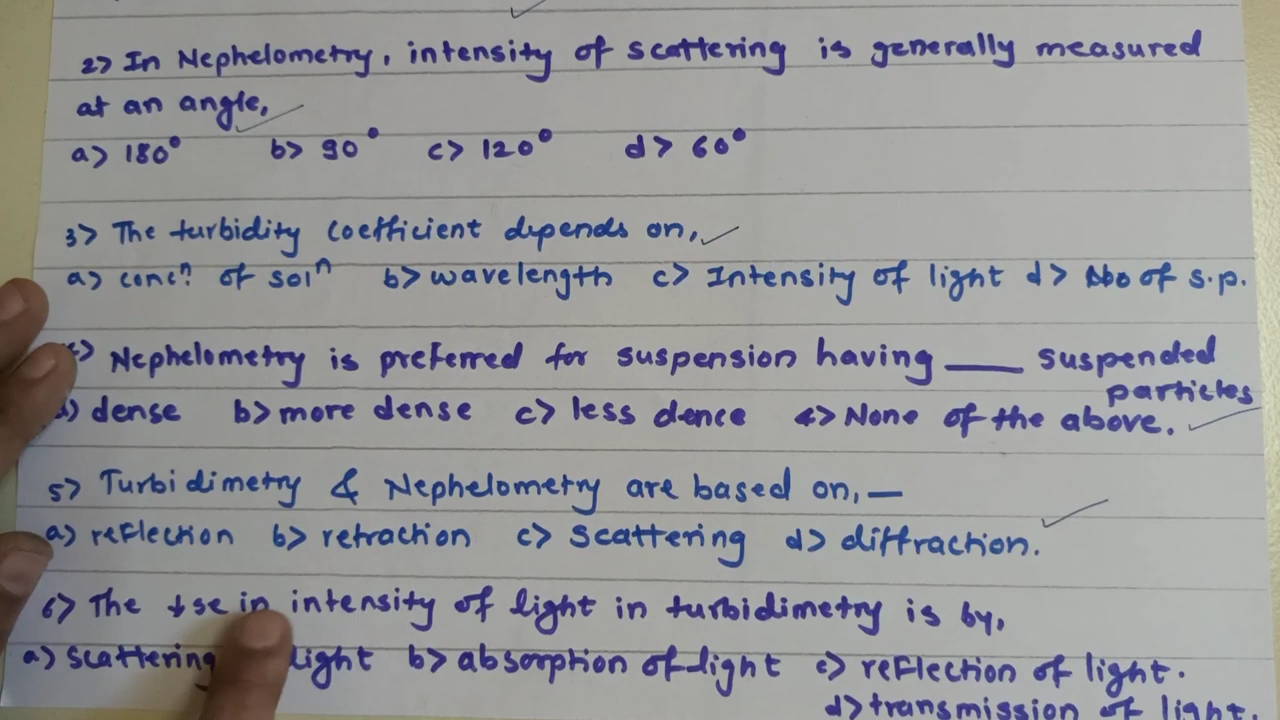 2> In Nephelometry, intensity of scattering is generally measured
at an angle,
a> 180° b> 90° c> 120° d> 60°
3> The turbidity coefficient depends on,
a> concⁿ of solⁿ b> wavelength c> Intensity of light d> of s.p.
Nephelometry is preferred for suspension having ___ suspended
particles
dense b> more dense c> less dence d> None of the above.
5> Turbidimetry & Nephelometry are based on, —
a> reflection b> refraction c> scattering d> diffraction.
6> The ↓se in intensity of light in turbidimetry is by,
a> scattering light b> absorption of light c> reflection of light.
d> transmission of light.